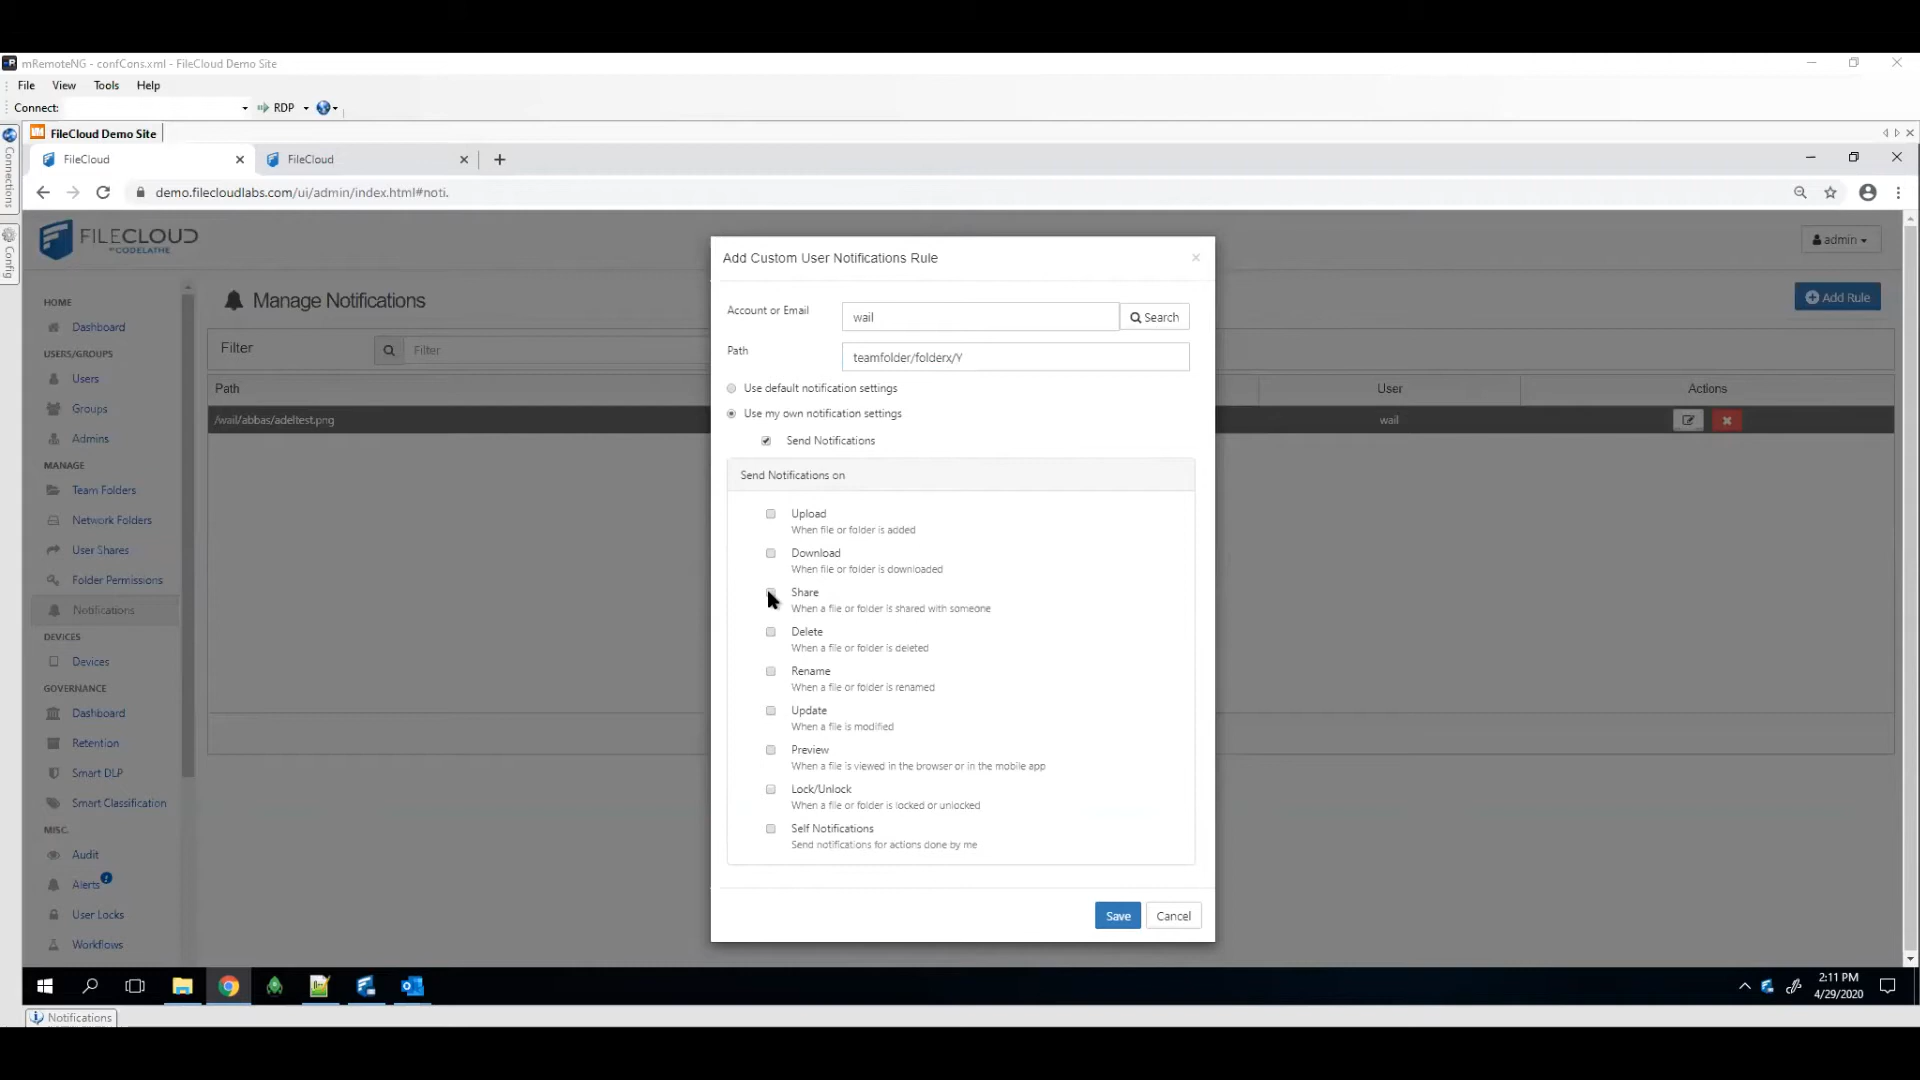 mRemoteNG - confCons.xml - FileCloud Demo Site
File View Tools Help
Connect: RDP
FileCloud Demo Site
FileCloud FileCloud
demo.filecloudlabs.com/ui/admin/index.html#noti.
Connections
Config
FILECLOUD
BY CODELATHE
admin
HOME
Dashboard
USERS/GROUPS
Users
Groups
Admins
MANAGE
Team Folders
Network Folders
User Shares
Folder Permissions
Notifications
DEVICES
Devices
GOVERNANCE
Dashboard
Retention
Smart DLP
Smart Classification
MISC.
Audit
Alerts
User Locks
Workflows
Manage Notifications
Add Rule
Filter Filter
Path User Actions
/wail/abbas/adeltest.png wail
Add Custom User Notifications Rule
Account or Email wail Search
Path teamfolder/folderx/Y
Use default notification settings
Use my own notification settings
Send Notifications
Send Notifications on
Upload
When file or folder is added
Download
When file or folder is downloaded
Share
When a file or folder is shared with someone
Delete
When a file or folder is deleted
Rename
When a file or folder is renamed
Update
When a file is modified
Preview
When a file is viewed in the browser or in the mobile app
Lock/Unlock
When a file or folder is locked or unlocked
Self Notifications
Send notifications for actions done by me
Save Cancel
2:11 PM
4/29/2020
Notifications